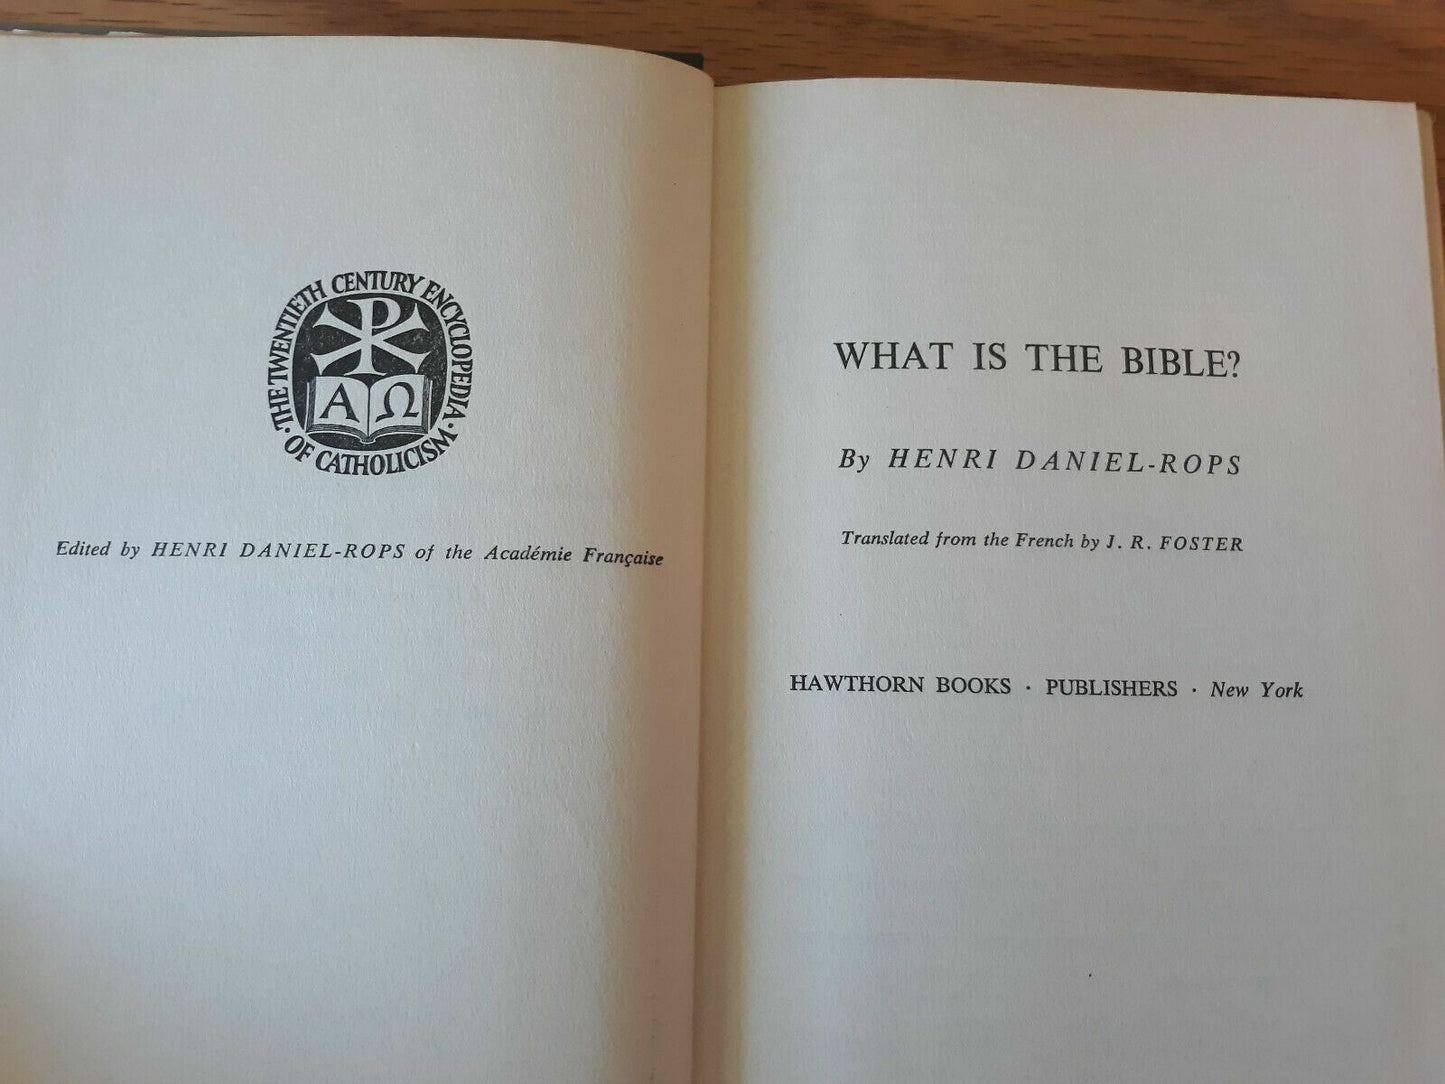 · THE TWENTIETH CENTURY ENCYCLOPEDIA ·
OF CATHOLICISM
Α Ω
Edited by HENRI DANIEL-ROPS of the Académie Française
WHAT IS THE BIBLE?
By HENRI DANIEL-ROPS
Translated from the French by J. R. FOSTER
HAWTHORN BOOKS · PUBLISHERS · New York